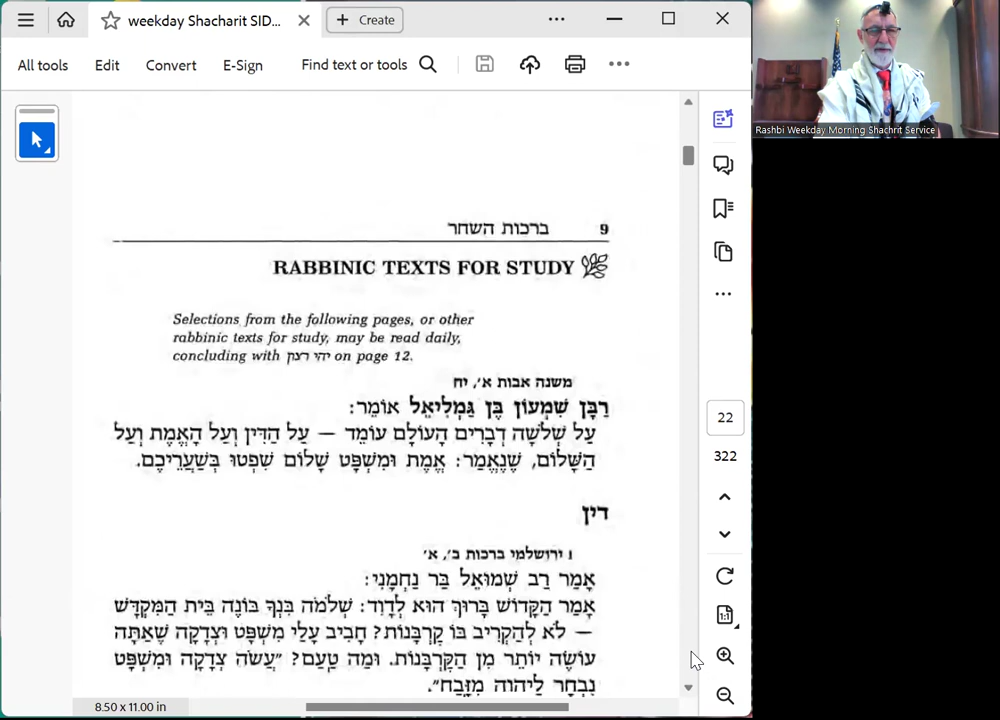 weekday Shacharit SID...
Create
All tools
Edit
Convert
E-Sign
Find text or tools
9
ברכות השחר
RABBINIC TEXTS FOR STUDY
Selections from the following pages, or other
rabbinic texts for study, may be read daily,
concluding with יהי רצון on page 12.
משנה אבות א׳, יח
רַבָּן שִׁמְעוֹן בֶּן גַּמְלִיאֵל אוֹמֵר:
עַל שְׁלֹשָׁה דְבָרִים הָעוֹלָם עוֹמֵד — עַל הַדִּין וְעַל הָאֱמֶת וְעַל
הַשָּׁלוֹם, שֶׁנֶּאֱמַר: אֱמֶת וּמִשְׁפַּט שָׁלוֹם שִׁפְטוּ בְּשַׁעֲרֵיכֶם.
דין
ו ירושלמי ברכות ב׳, א׳
אָמַר רַב שְׁמוּאֵל בַּר נַחְמָנִי:
אָמַר הַקָּדוֹשׁ בָּרוּךְ הוּא לְדָוִד: שְׁלֹמֹה בִּנְךָ בּוֹנֶה בֵּית הַמִּקְדָּשׁ
— לֹא לְהַקְרִיב בּוֹ קָרְבָּנוֹת? חָבִיב עָלַי מִשְׁפָּט וּצְדָקָה שֶׁאַתָּה
עוֹשֶׂה יוֹתֵר מִן הַקָּרְבָּנוֹת. וּמַה טַּעַם? ״עֲשֹׂה צְדָקָה וּמִשְׁפָּט
נִבְחָר לַיהוה מִזָּבַח״.
22
322
1:1
8.50 x 11.00 in
Rashbi Weekday Morning Shachrit Service